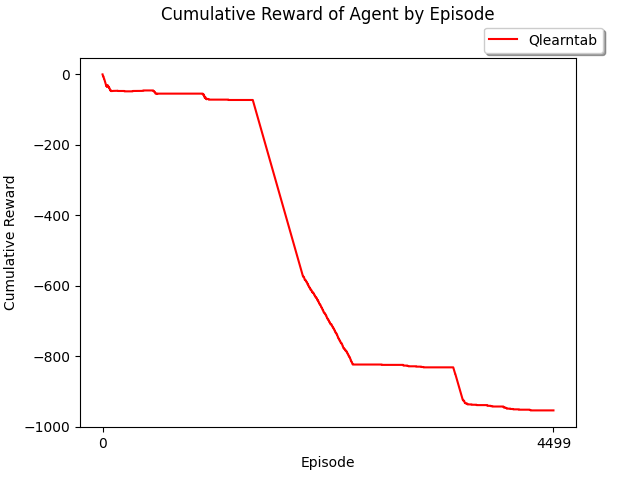 Cumulative Reward of Agent by Episode
Qlearntab
0
−200
−400
−600
−800
−1000
Cumulative Reward
0
4499
Episode